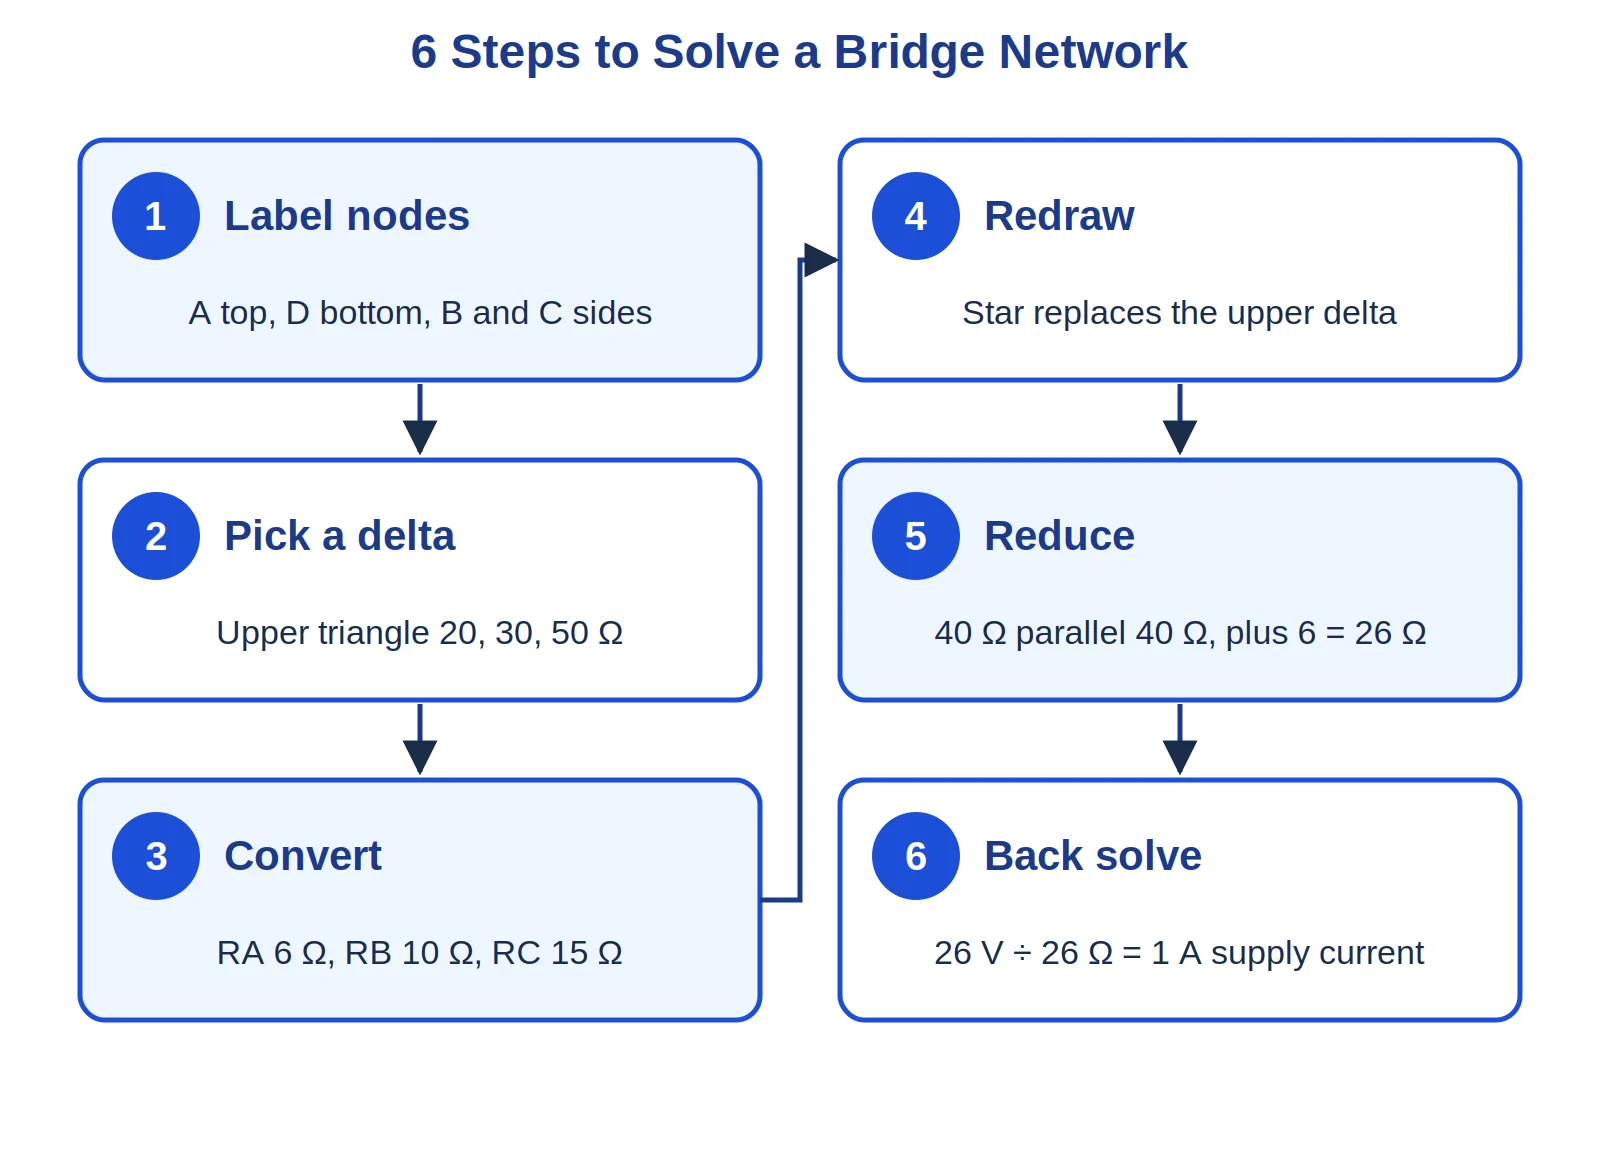 6 Steps to Solve a Bridge Network
1
Label nodes
A top, D bottom, B and C sides
2
Pick a delta
Upper triangle 20, 30, 50 Ω
3
Convert
RA 6 Ω, RB 10 Ω, RC 15 Ω
4
Redraw
Star replaces the upper delta
5
Reduce
40 Ω parallel 40 Ω, plus 6 = 26 Ω
6
Back solve
26 V ÷ 26 Ω = 1 A supply current